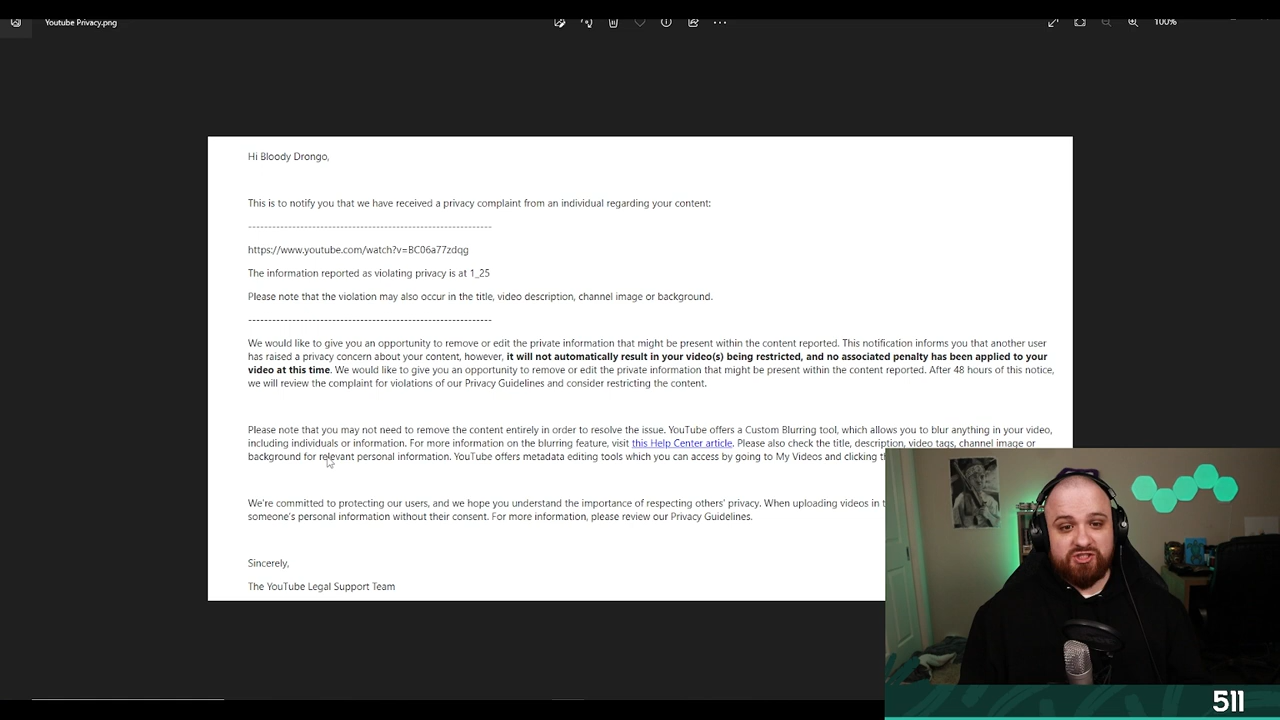 Youtube Privacy.png
100%
Hi Bloody Drongo,
This is to notify you that we have received a privacy complaint from an individual regarding your content:
------------------------------------------------------------
https://www.youtube.com/watch?v=BC06a77zdqg
The information reported as violating privacy is at 1_25
Please note that the violation may also occur in the title, video description, channel image or background.
------------------------------------------------------------
We would like to give you an opportunity to remove or edit the private information that might be present within the content reported. This notification informs you that another user
has raised a privacy concern about your content, however, it will not automatically result in your video(s) being restricted, and no associated penalty has been applied to your
video at this time. We would like to give you an opportunity to remove or edit the private information that might be present within the content reported. After 48 hours of this notice,
we will review the complaint for violations of our Privacy Guidelines and consider restricting the content.
Please note that you may not need to remove the content entirely in order to resolve the issue. YouTube offers a Custom Blurring tool, which allows you to blur anything in your video,
including individuals or information. For more information on the blurring feature, visit this Help Center article. Please also check the title, description, video tags, channel image or
background for relevant personal information. YouTube offers metadata editing tools which you can access by going to My Videos and clicking
We're committed to protecting our users, and we hope you understand the importance of respecting others' privacy. When uploading videos in
someone's personal information without their consent. For more information, please review our Privacy Guidelines.
Sincerely,
The YouTube Legal Support Team
511